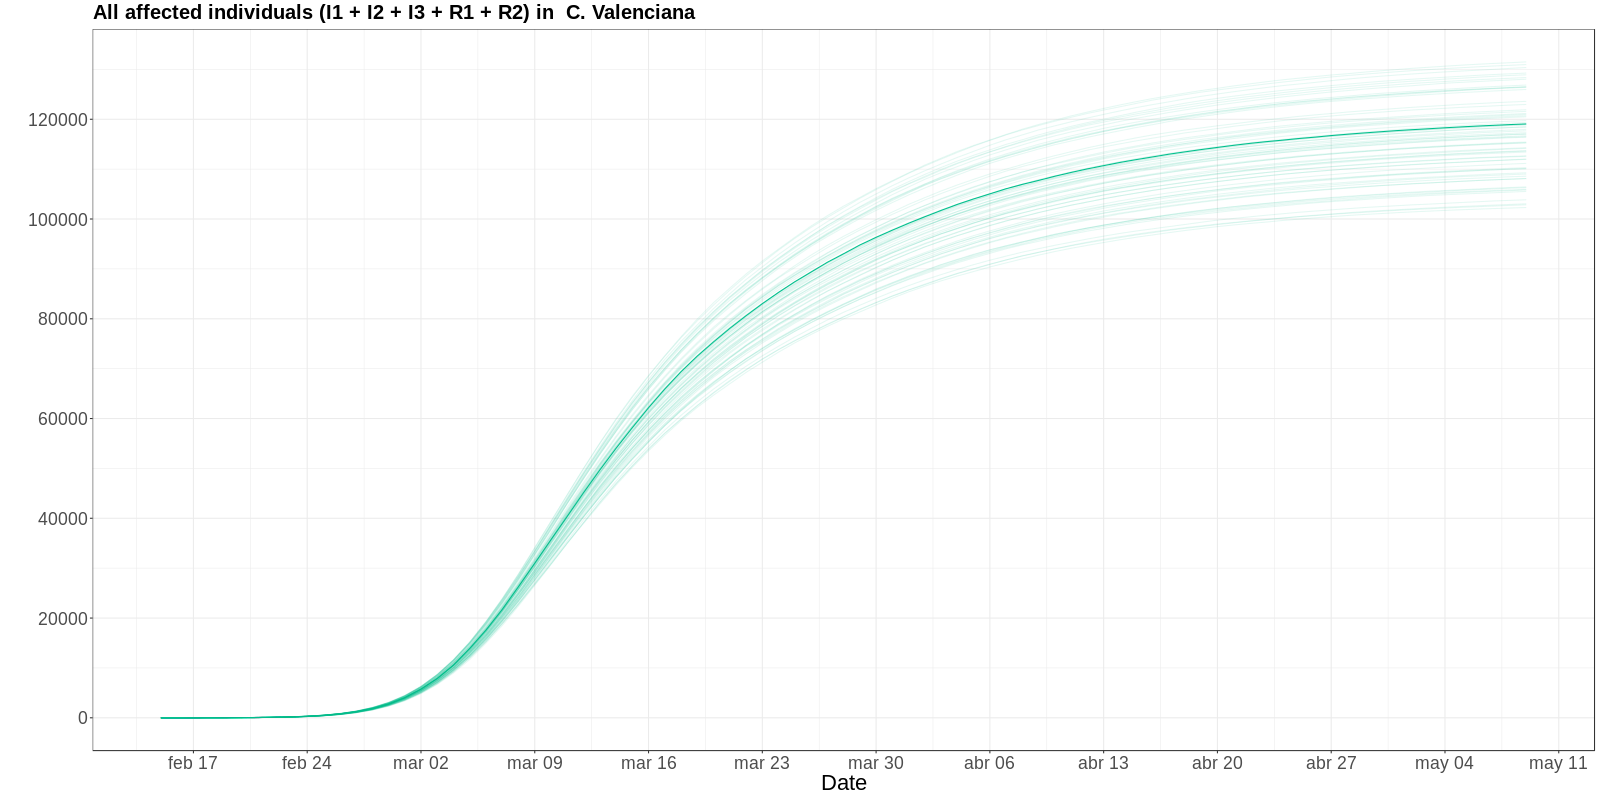 All affected individuals (I1 + I2 + I3 + R1 + R2) in  C. Valenciana
120000
100000
80000
60000
40000
20000
0
feb 17 feb 24 mar 02 mar 09 mar 16 mar 23 mar 30 abr 06 abr 13 abr 20 abr 27 may 04 may 11
Date